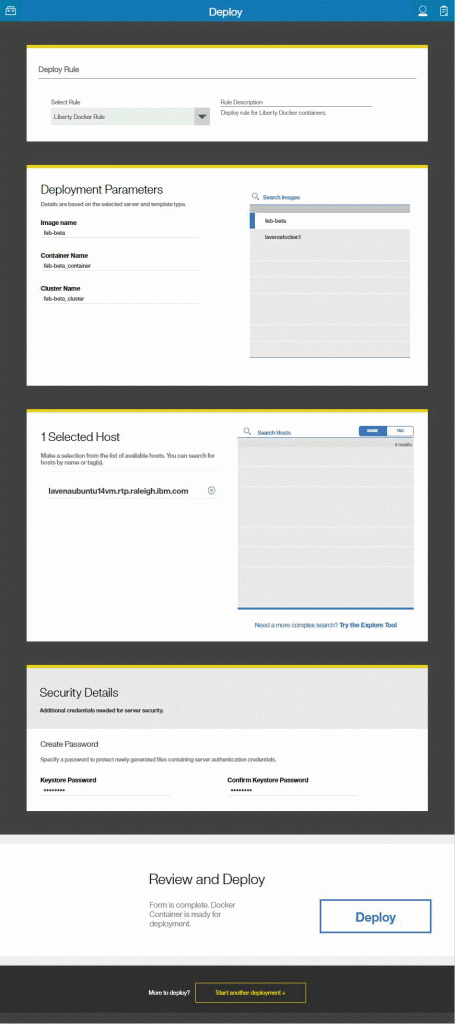 Deploy
Deploy Rule
Select Rule
Liberty Docker Rule
Rule Description
Deploy rule for Liberty Docker containers.
Deployment Parameters
Details are based on the selected server and template type.
Image name
feb-beta
Container Name
feb-beta_container
Cluster Name
feb-beta_cluster
Search Images
feb-beta
lavenadocker1
1 Selected Host
Make a selection from the list of available hosts. You can search for
hosts by name or tag(s).
lavenaubuntu14vm.rtp.raleigh.ibm.com
Search Hosts
NAME TAG
results
Need a more complex search? Try the Explore Tool
Security Details
Additional credentials needed for server security.
Create Password
Specify a password to protect newly generated files containing server authentication credentials.
Keystore Password
••••••••
Confirm Keystore Password
••••••••
Review and Deploy
Form is complete. Docker
Container is ready for
deployment.
Deploy
More to deploy?
Start another deployment +